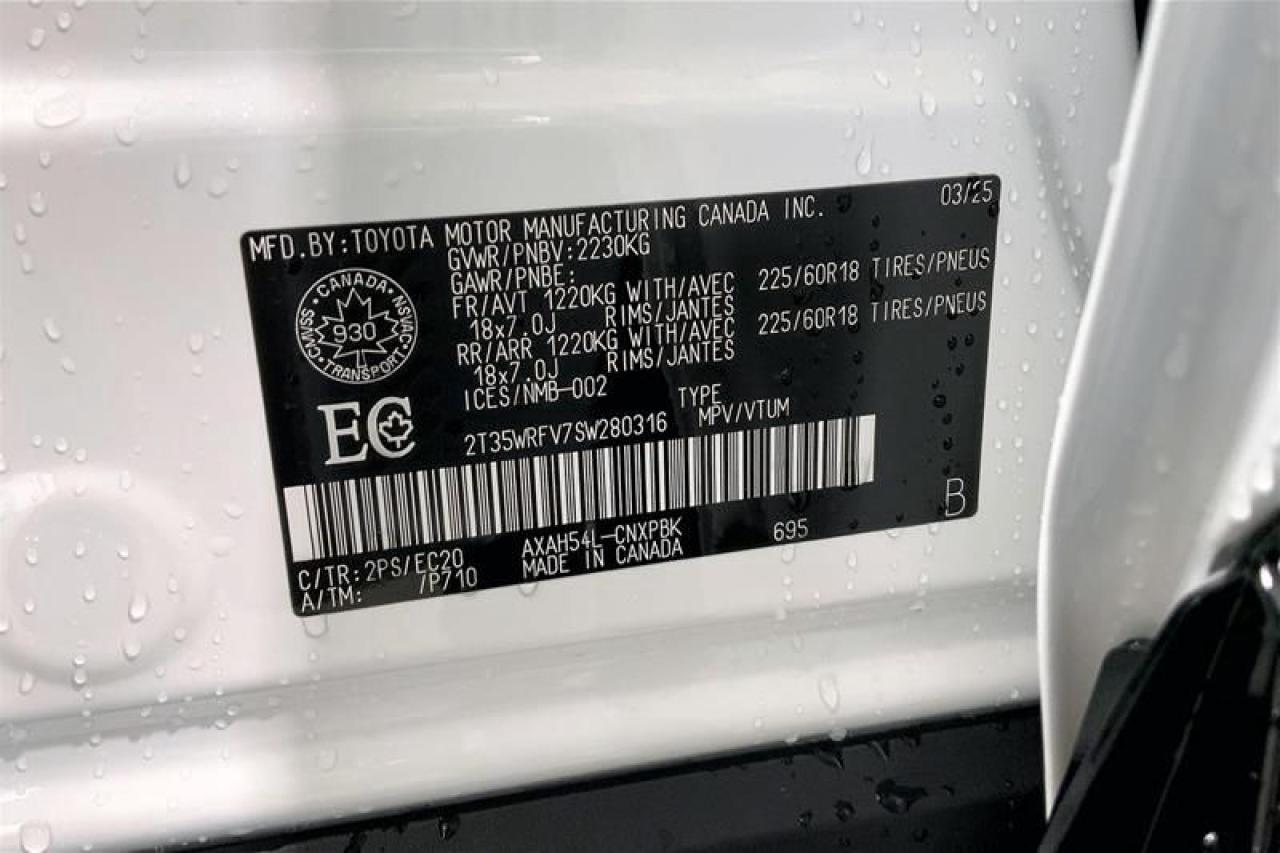 MFD.BY:TOYOTA MOTOR MANUFACTURING CANADA INC. 03/25
GVWR/PNBV:2230KG
GAWR/PNBE:
FR/AVT 1220KG WITH/AVEC 225/60R18 TIRES/PNEUS
18x7.0J RIMS/JANTES
RR/ARR 1220KG WITH/AVEC 225/60R18 TIRES/PNEUS
18x7.0J RIMS/JANTES
ICES/NMB-002 TYPE
2T35WRFV7SW280316 MPV/VTUM
CANADA
CMVSS 930 NSVAC
TRANSPORT
EC
B
C/TR:2PS/EC20 AXAH54L-CNXPBK 695
A/TM: /P710 MADE IN CANADA